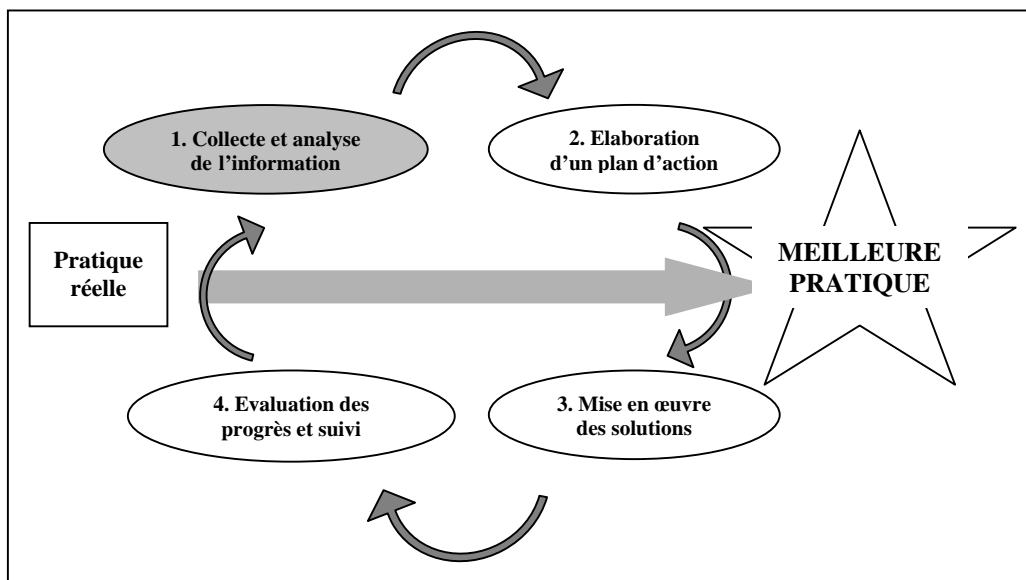 1. Collecte et analyse
de l’information
2. Elaboration
d’un plan d’action
Pratique
réelle
MEILLEURE
PRATIQUE
4. Evaluation des
progrès et suivi
3. Mise en œuvre
des solutions